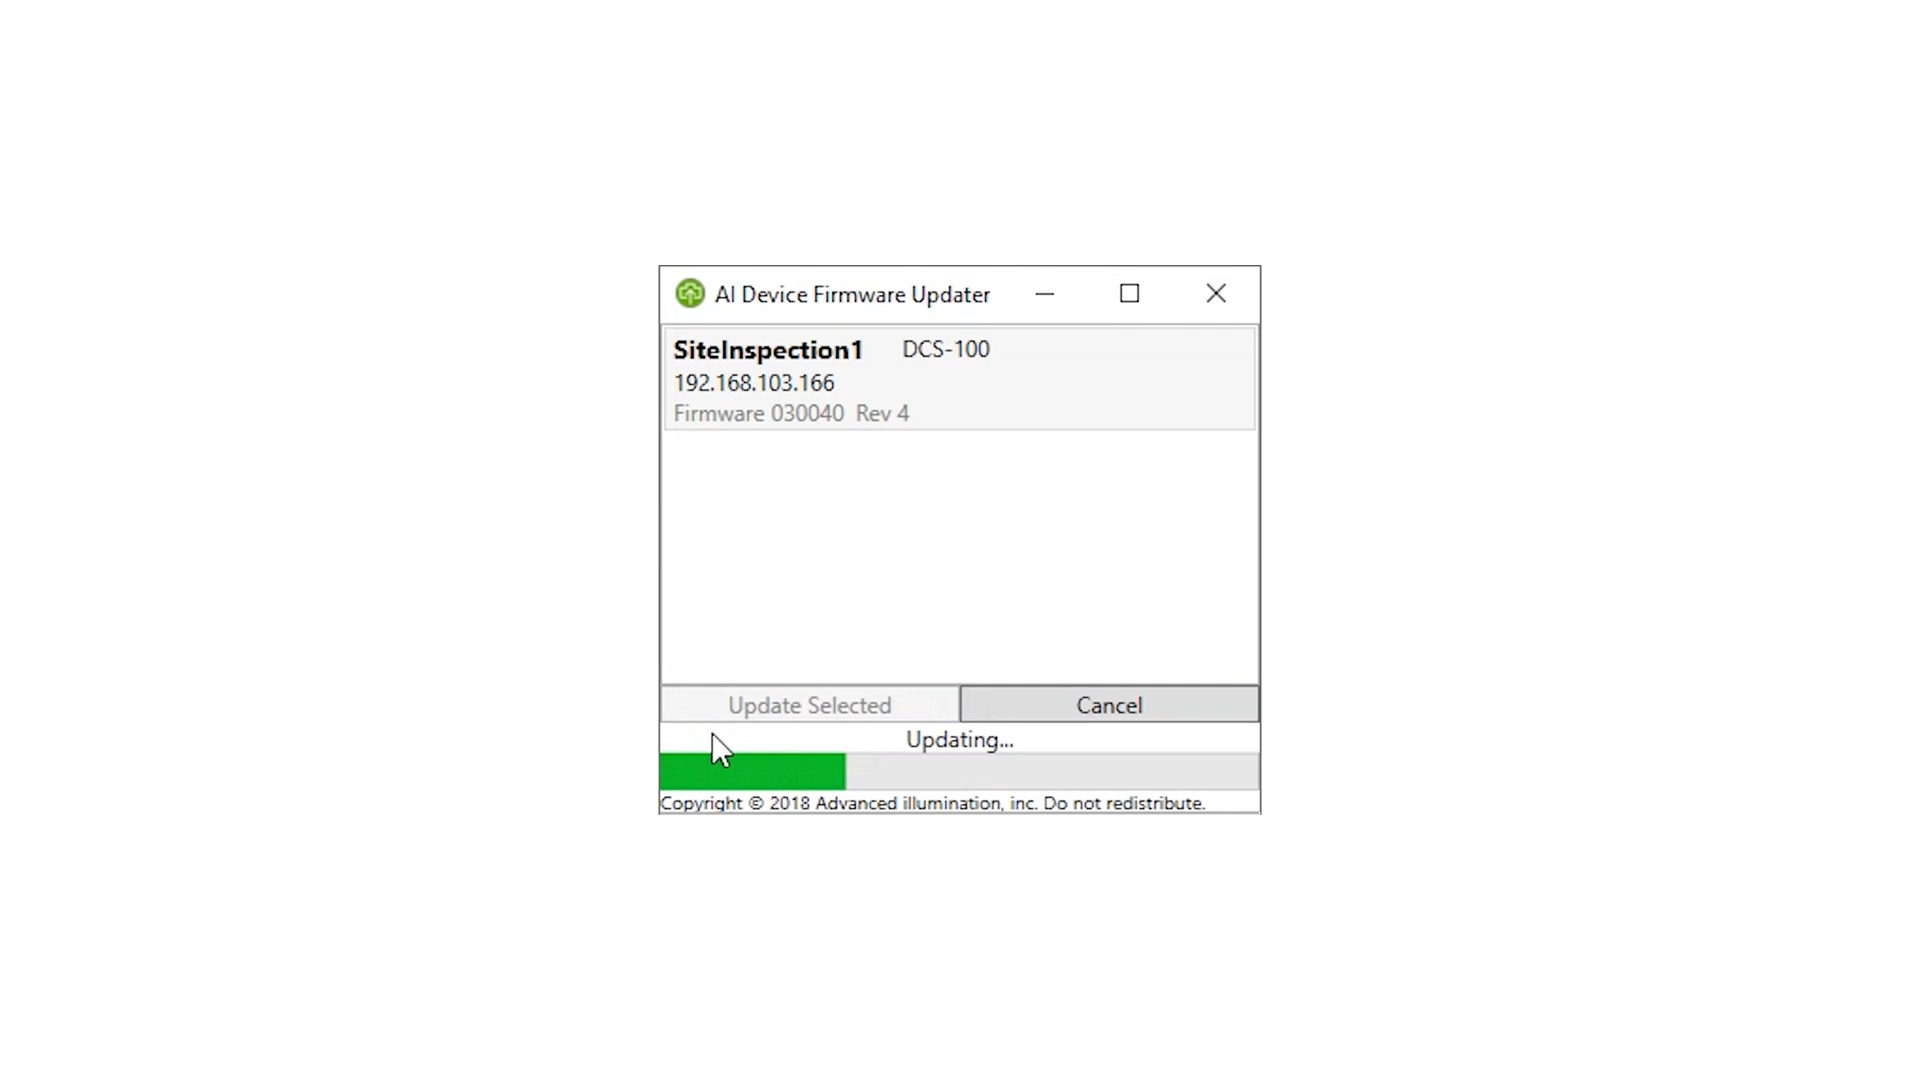 AI Device Firmware Updater
SiteInspection1 DCS-100
192.168.103.166
Firmware 030040 Rev 4
Update Selected Cancel
Updating...
Copyright © 2018 Advanced illumination, inc. Do not redistribute.